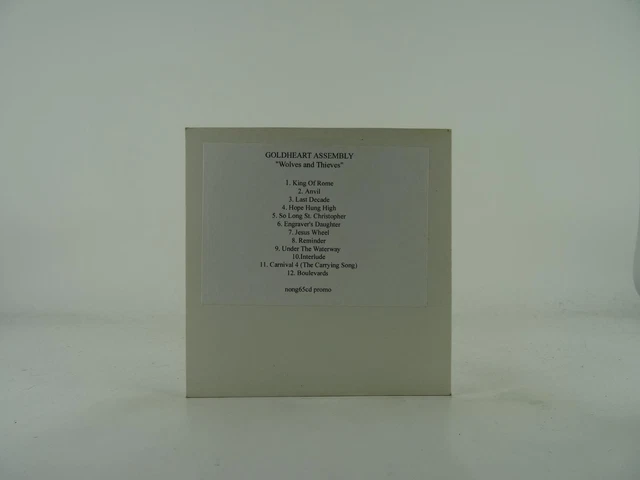 GOLDHEART ASSEMBLY
"Wolves and Thieves"
1. King Of Rome
2. Anvil
3. Last Decade
4. Hope Hung High
5. So Long St. Christopher
6. Engraver's Daughter
7. Jesus Wheel
8. Reminder
9. Under The Waterway
10.Interlude
11. Carnival 4 (The Carrying Song)
12. Boulevards
nong65cd promo